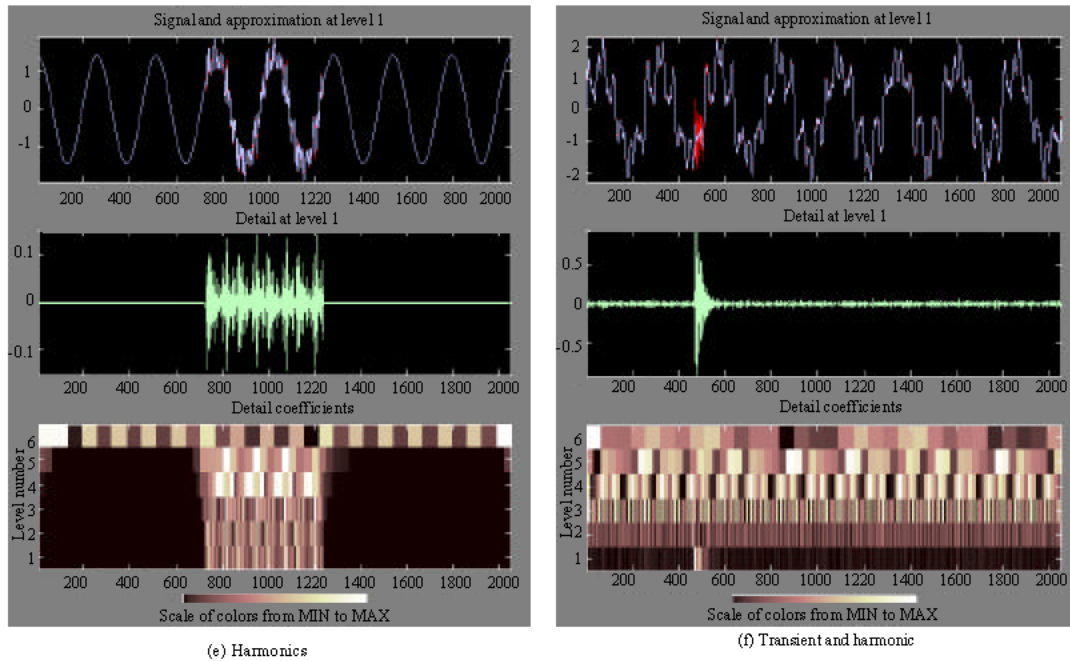 Signal and approximation at level 1
1
0
-1
200 400 600 800 1000 1220 1400 1600 1800 2000
Detail at level 1
0.1
0
-0.1
200 400 600 800 1000 1220 1400 1600 1800 2000
Detail coefficients
Level number
6
5
4
3
2
1
200 400 600 800 1000 1220 1400 1600 1800 2000
Scale of colors from MIN to MAX
(e) Harmonics
Signal and approximation at level 1
2
1
0
-1
-2
200 400 600 800 1000 1220 1400 1600 1800 2000
Detail at level 1
0.5
0
-0.5
200 400 600 800 1000 1220 1400 1600 1800 2000
Detail coefficients
Level number
6
5
4
3
2
1
200 400 600 800 1000 1220 1400 1600 1800 2000
Scale of colors from MIN to MAX
(f) Transient and harmonic